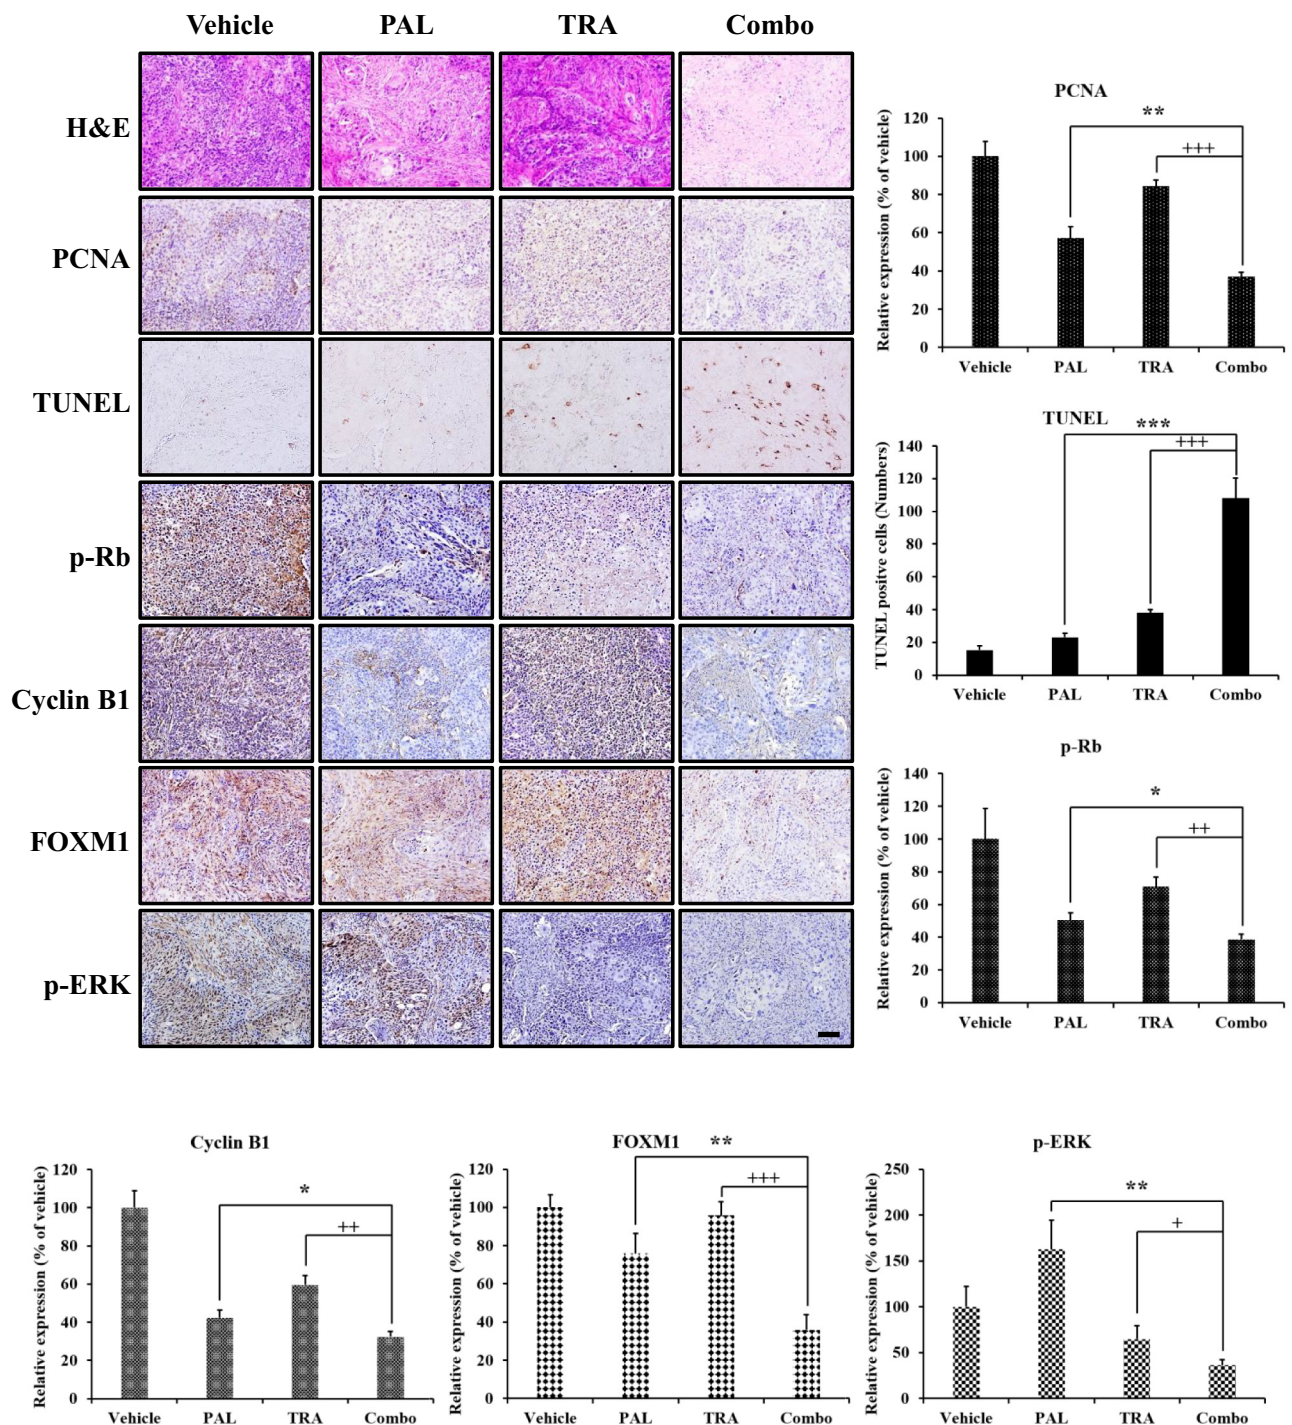 Vehicle PAL TRA Combo
H&E
PCNA
TUNEL
p-Rb
Cyclin B1
FOXM1
p-ERK
PCNA
Relative expression (% of vehicle)
120
100
80
60
40
20
0
**
+++
Vehicle PAL TRA Combo
TUNEL
TUNEL positve cells (Numbers)
140
120
100
80
60
40
20
0
***
+++
Vehicle PAL TRA Combo
p-Rb
Relative expression (% of vehicle)
140
120
100
80
60
40
20
0
*
++
Vehicle PAL TRA Combo
Cyclin B1
Relative expression (% of vehicle)
120
100
80
60
40
20
0
*
++
Vehicle PAL TRA Combo
FOXM1
Relative expression (% of vehicle)
120
100
80
60
40
20
0
**
+++
Vehicle PAL TRA Combo
p-ERK
Relative expression (% of vehicle)
250
200
150
100
50
0
**
+
Vehicle PAL TRA Combo